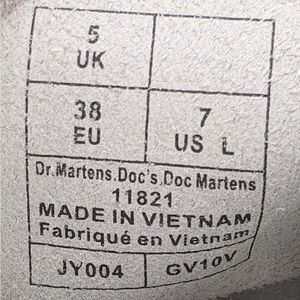 5
UK
38 7
EU US L
Dr.Martens.Doc's.Doc Martens
11821
MADE IN VIETNAM
Fabriqué en Vietnam
JY004 GV10V